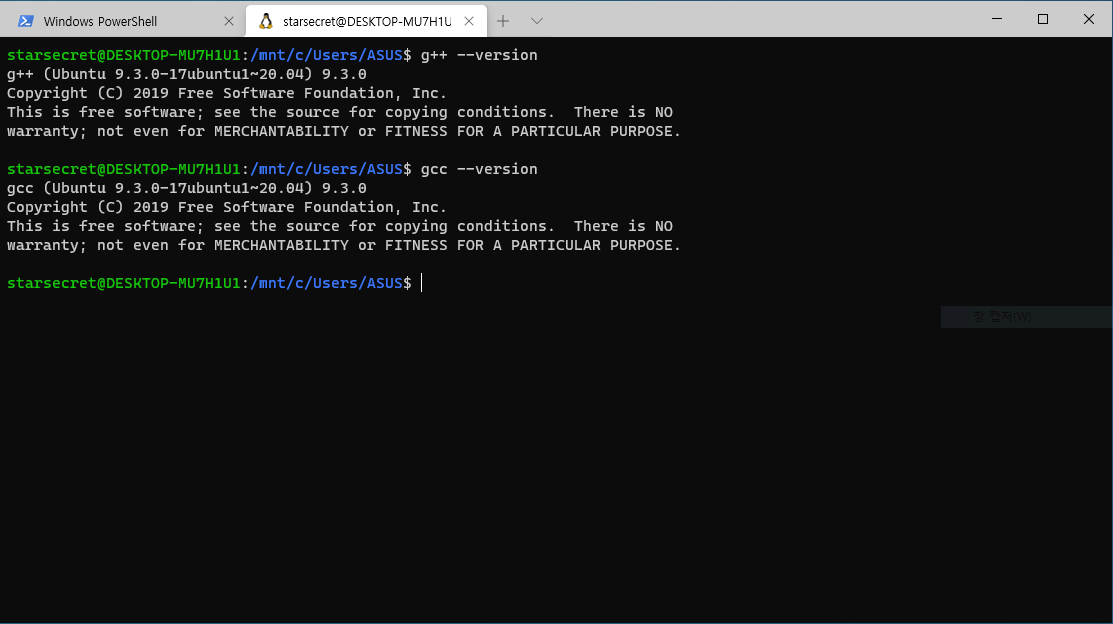 Windows PowerShell
starsecret@DESKTOP-MU7H1U
starsecret@DESKTOP-MU7H1U1:/mnt/c/Users/ASUS$ g++ --version
g++ (Ubuntu 9.3.0-17ubuntu1~20.04) 9.3.0
Copyright (C) 2019 Free Software Foundation, Inc.
This is free software; see the source for copying conditions.  There is NO
warranty; not even for MERCHANTABILITY or FITNESS FOR A PARTICULAR PURPOSE.
starsecret@DESKTOP-MU7H1U1:/mnt/c/Users/ASUS$ gcc --version
gcc (Ubuntu 9.3.0-17ubuntu1~20.04) 9.3.0
Copyright (C) 2019 Free Software Foundation, Inc.
This is free software; see the source for copying conditions.  There is NO
warranty; not even for MERCHANTABILITY or FITNESS FOR A PARTICULAR PURPOSE.
starsecret@DESKTOP-MU7H1U1:/mnt/c/Users/ASUS$
창 캡처(W)